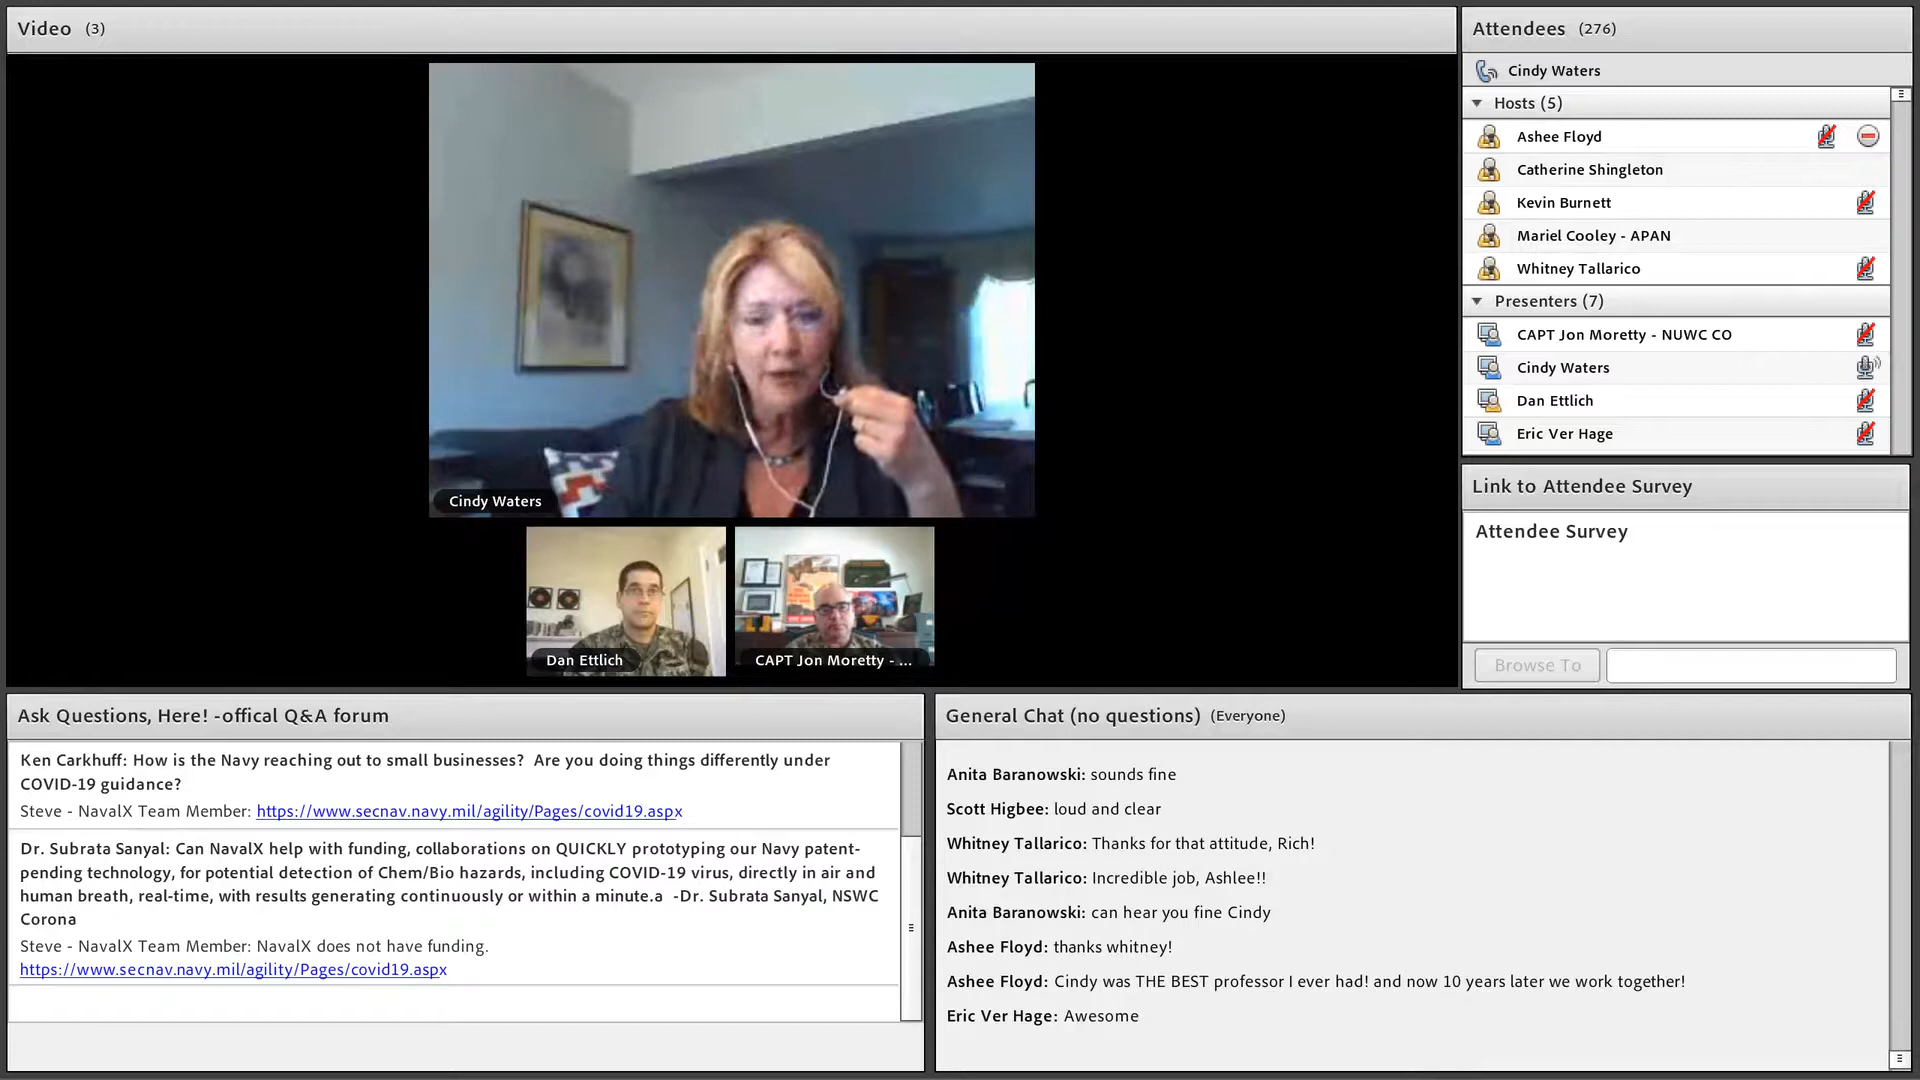 Video (3)
Cindy Waters
Dan Ettlich
CAPT Jon Moretty - ...
Attendees (276)
Cindy Waters
Hosts (5)
Ashee Floyd
Catherine Shingleton
Kevin Burnett
Mariel Cooley - APAN
Whitney Tallarico
Presenters (7)
CAPT Jon Moretty - NUWC CO
Cindy Waters
Dan Ettlich
Eric Ver Hage
Link to Attendee Survey
Attendee Survey
Browse To
Ask Questions, Here! -offical Q&A forum
Ken Carkhuff: How is the Navy reaching out to small businesses?  Are you doing things differently under
COVID-19 guidance?
Steve - NavalX Team Member: https://www.secnav.navy.mil/agility/Pages/covid19.aspx
Dr. Subrata Sanyal: Can NavalX help with funding, collaborations on QUICKLY prototyping our Navy patent-
pending technology, for potential detection of Chem/Bio hazards, including COVID-19 virus, directly in air and
human breath, real-time, with results generating continuously or within a minute.a  -Dr. Subrata Sanyal, NSWC
Corona
Steve - NavalX Team Member: NavalX does not have funding.
https://www.secnav.navy.mil/agility/Pages/covid19.aspx
General Chat (no questions) (Everyone)
Anita Baranowski: sounds fine
Scott Higbee: loud and clear
Whitney Tallarico: Thanks for that attitude, Rich!
Whitney Tallarico: Incredible job, Ashlee!!
Anita Baranowski: can hear you fine Cindy
Ashee Floyd: thanks whitney!
Ashee Floyd: Cindy was THE BEST professor I ever had! and now 10 years later we work together!
Eric Ver Hage: Awesome